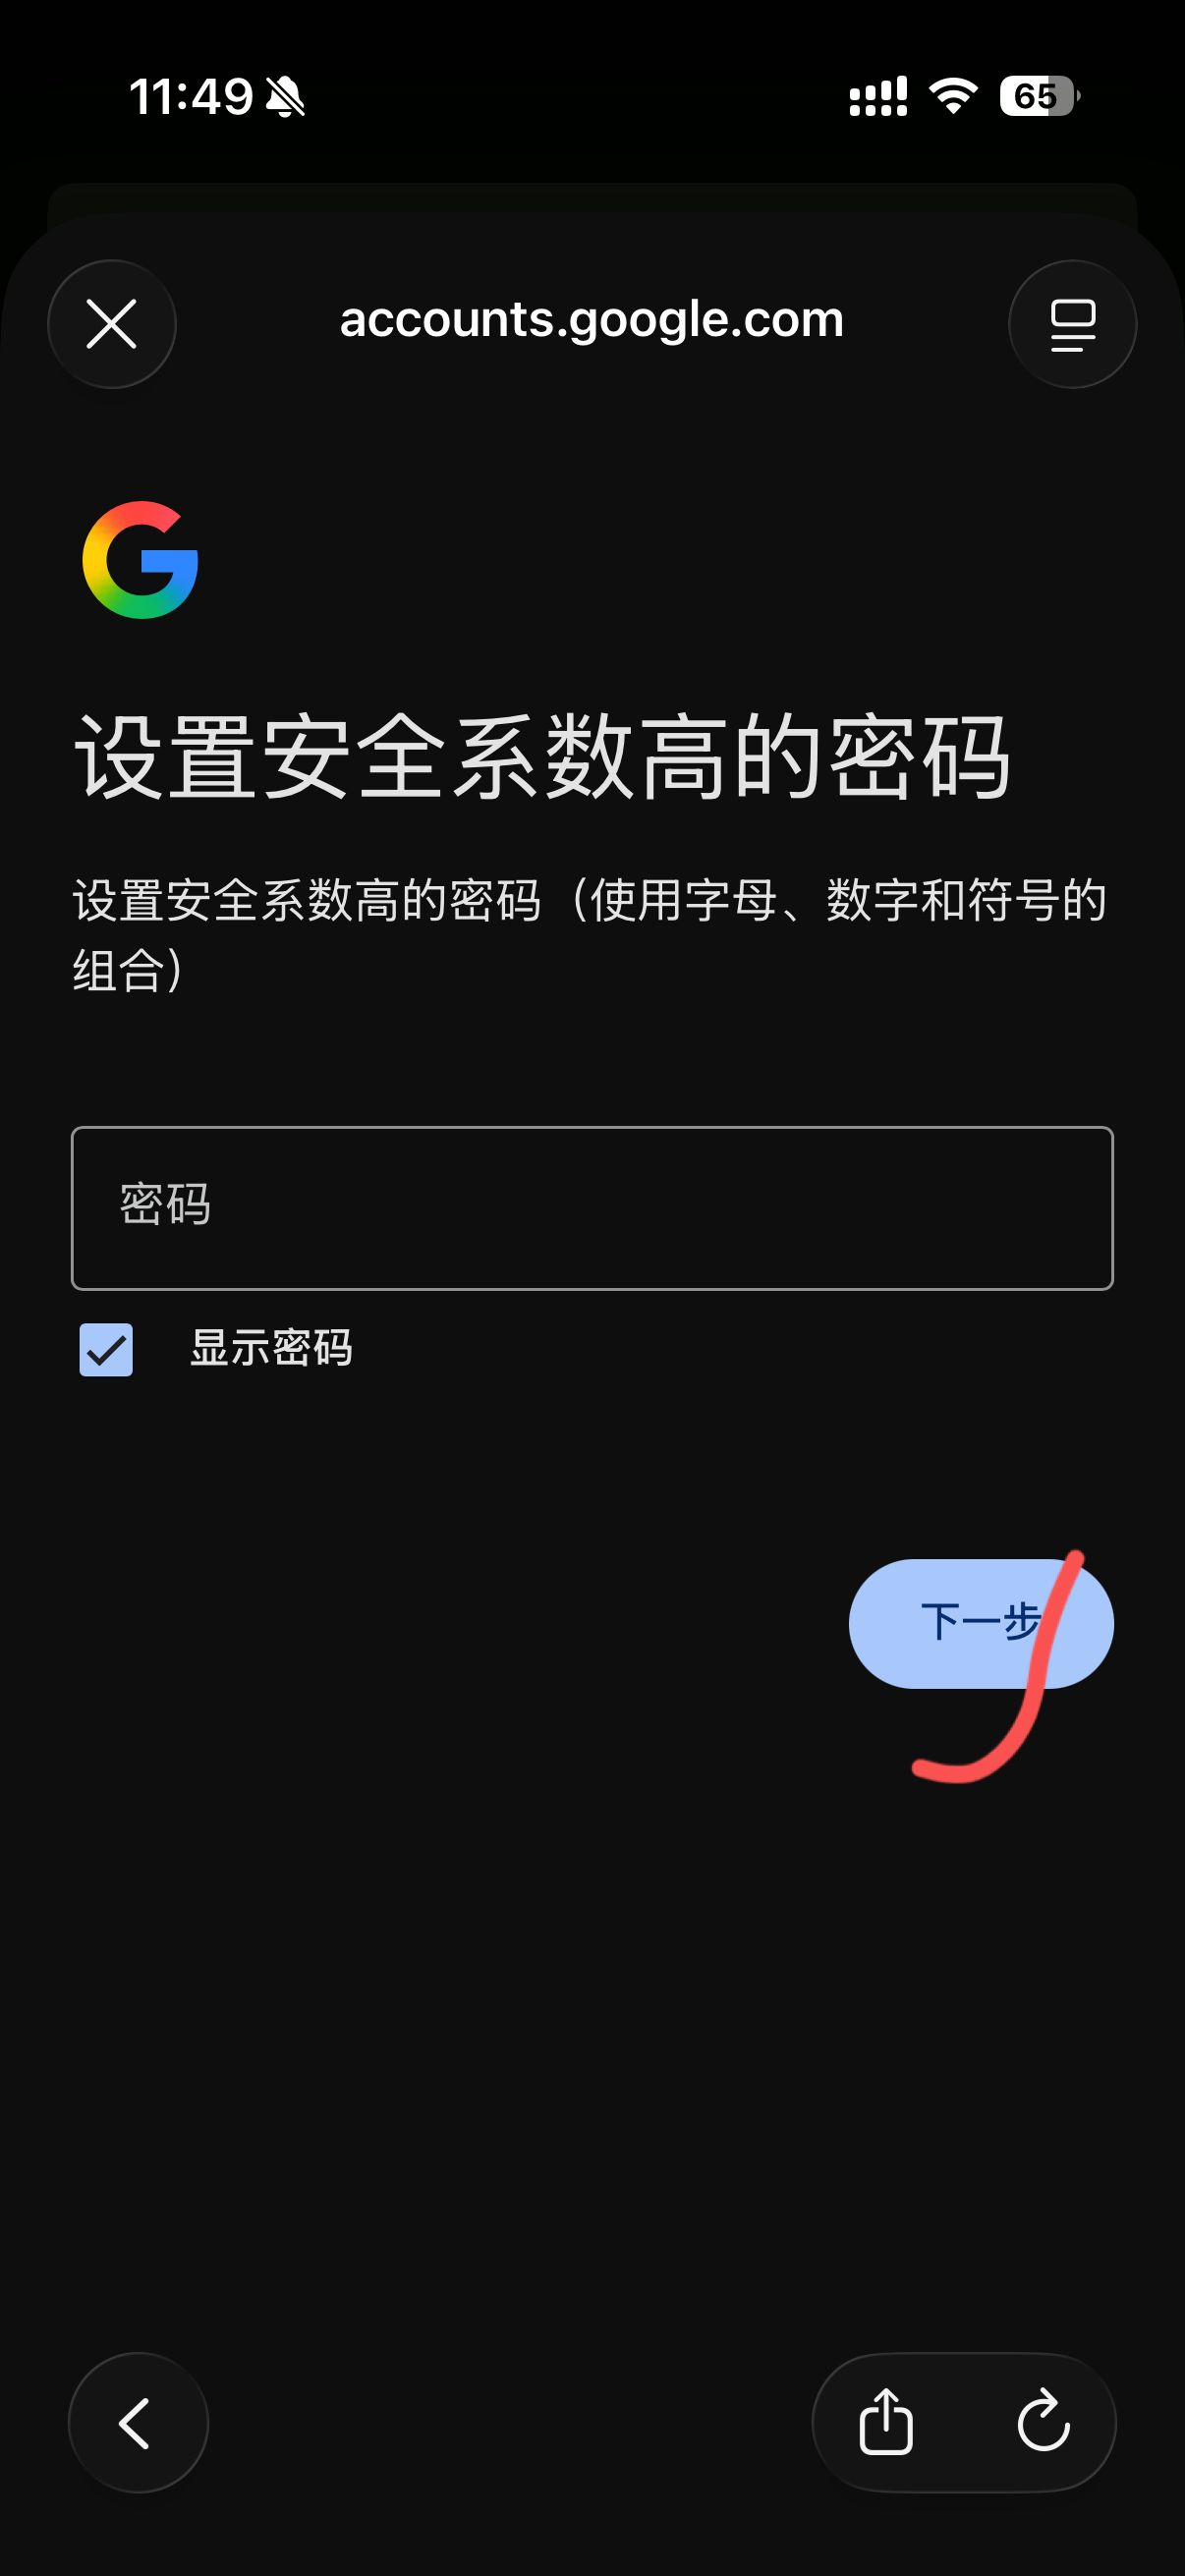 11:49
65
accounts.google.com
设置安全系数高的密码
设置安全系数高的密码（使用字母、数字和符号的
组合）
密码
显示密码
下一步